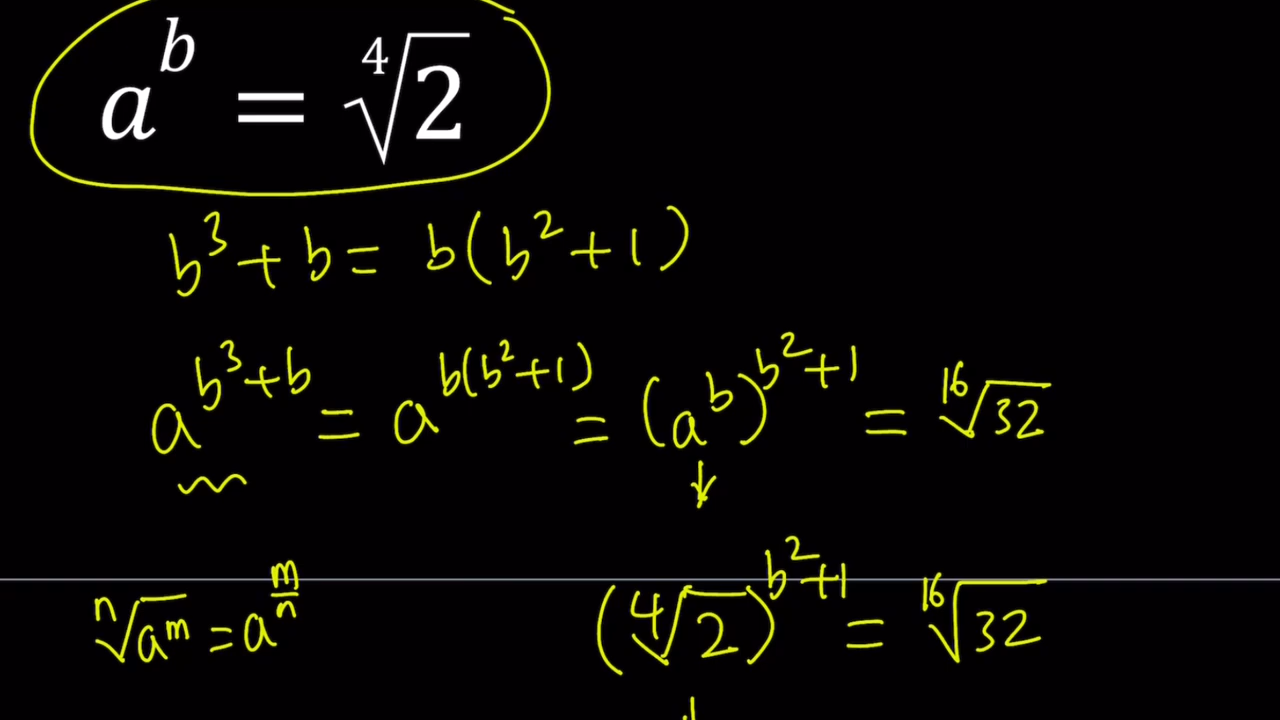 a^b = ⁴√2
b³ + b = b(b² + 1)
a^(b³+b) = a^(b(b²+1)) = (a^b)^(b²+1) = ¹⁶√32
ⁿ√(a^m) = a^(m/n)
(⁴√2)^(b²+1) = ¹⁶√32